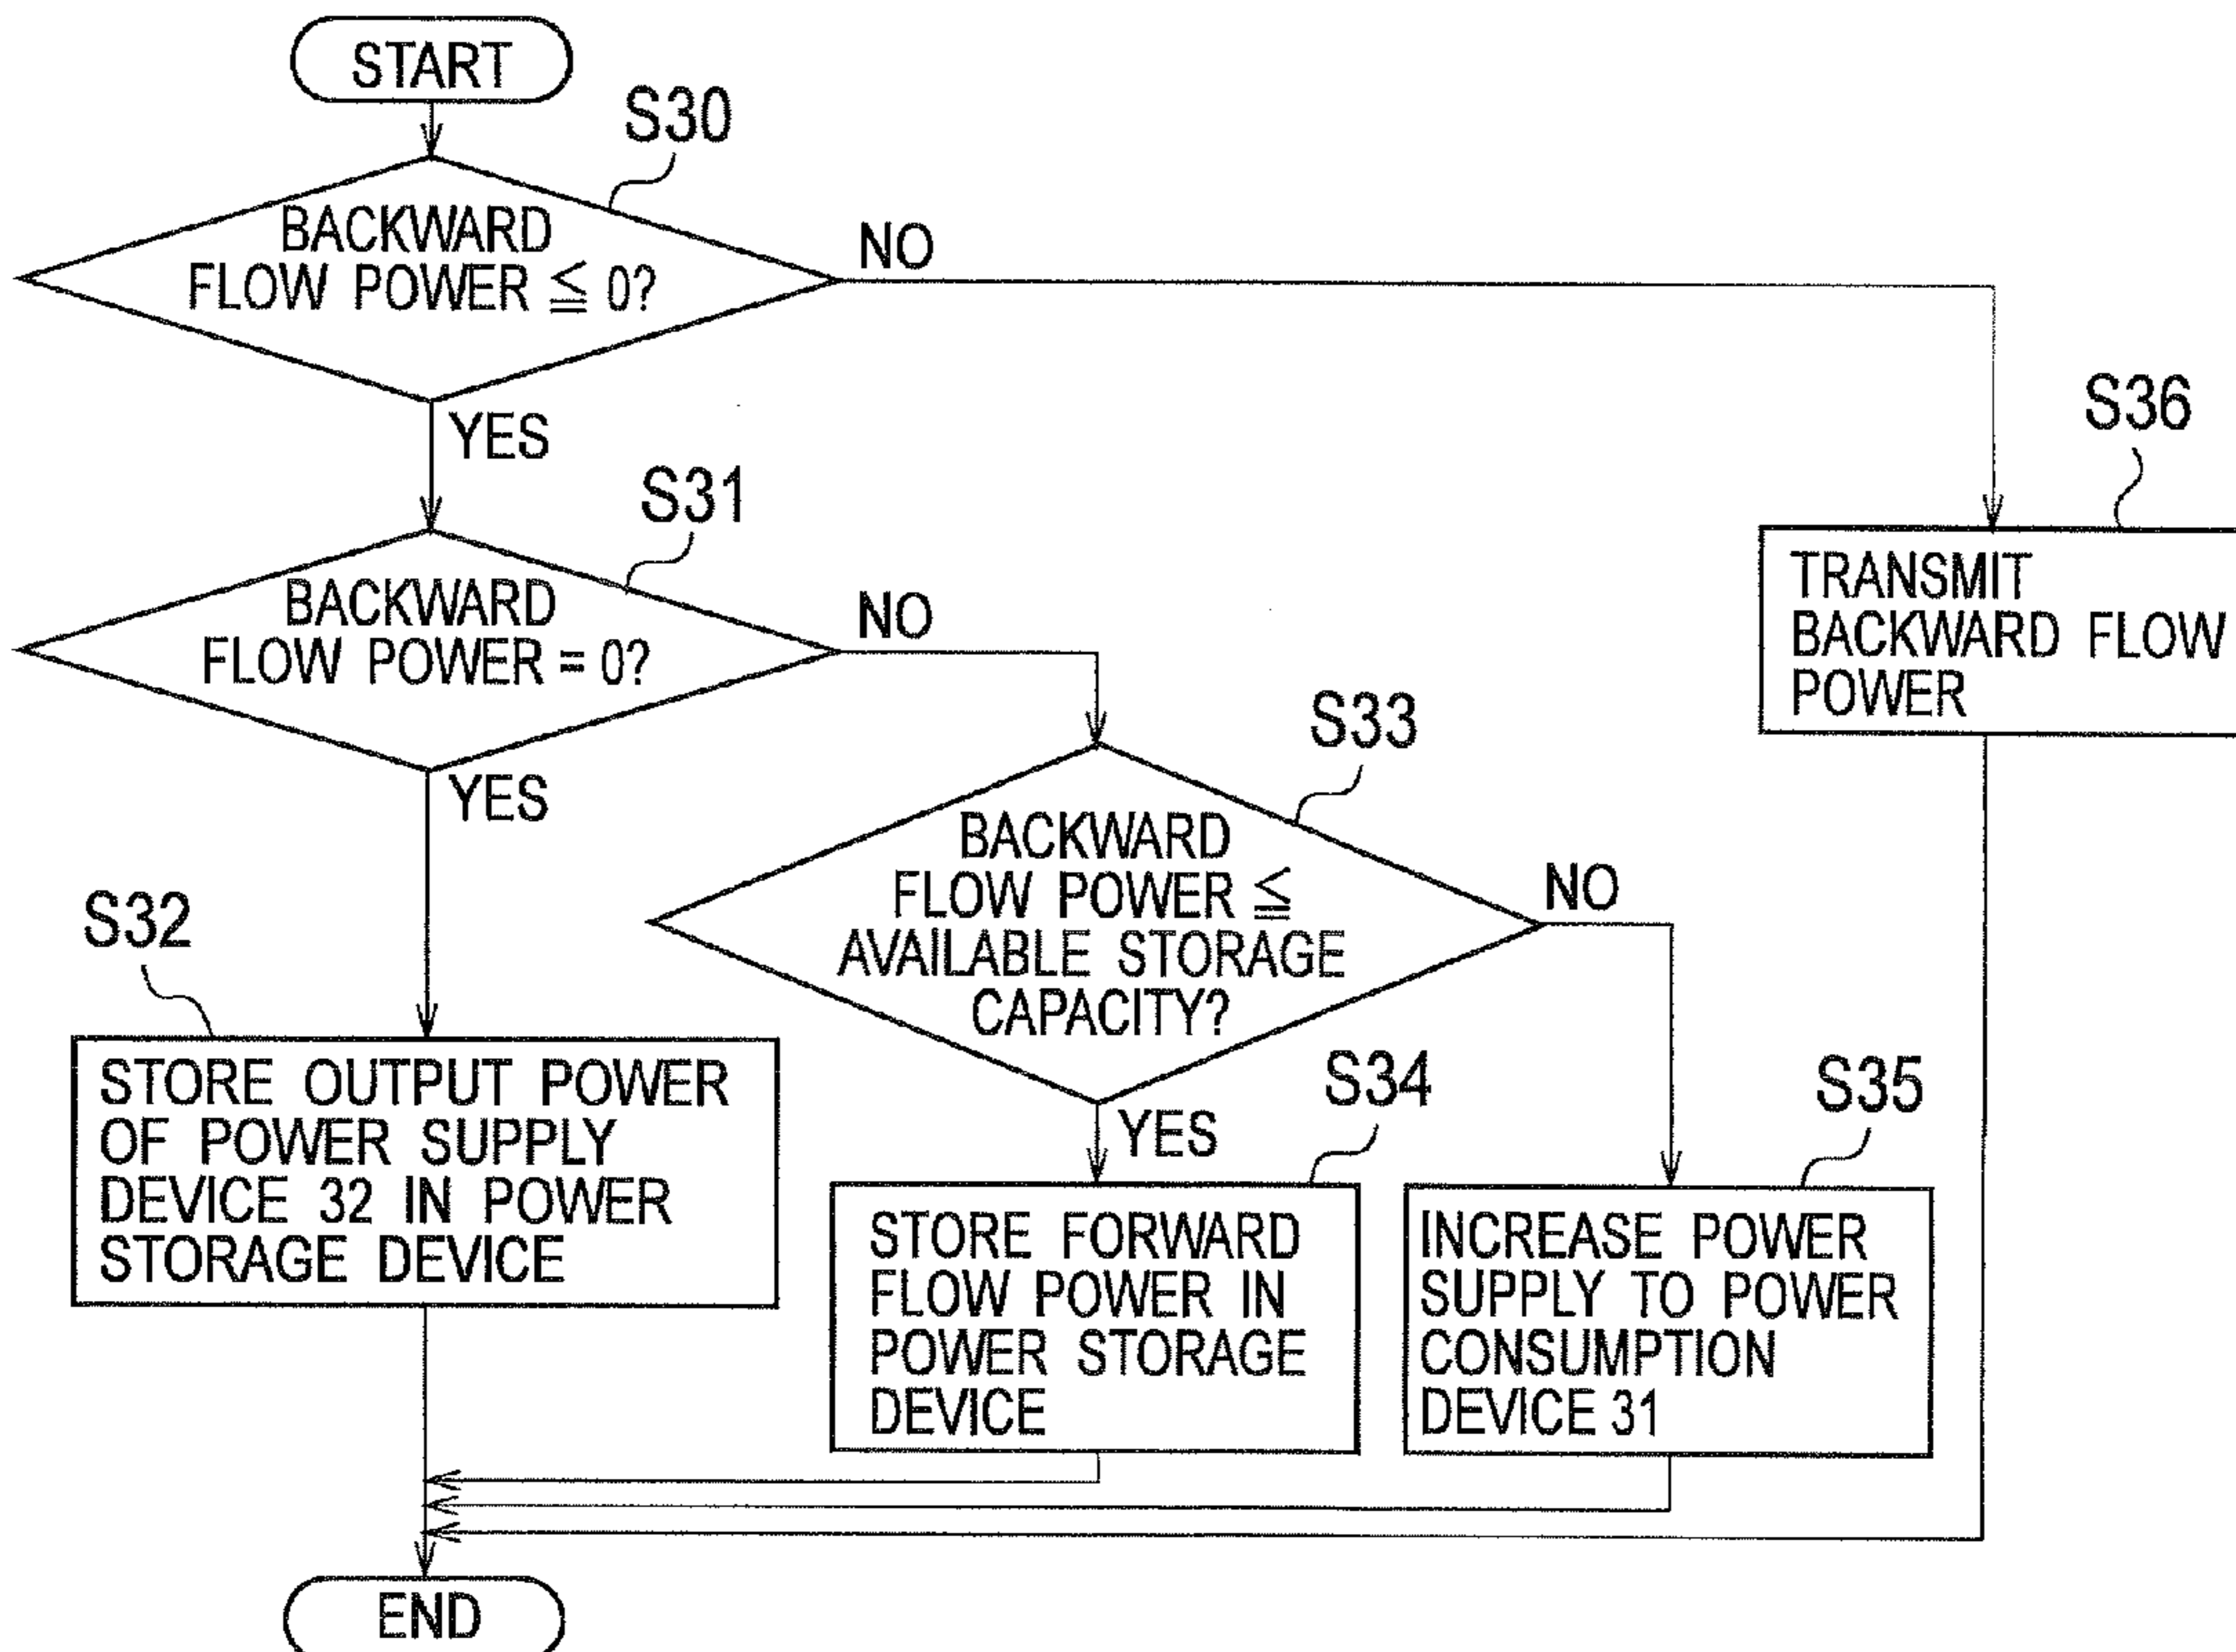 START
S30
BACKWARD
FLOW POWER ≦ 0?
NO
YES
S31
BACKWARD
FLOW POWER = 0?
NO
YES
S36
TRANSMIT
BACKWARD FLOW
POWER
S33
BACKWARD
FLOW POWER ≦
AVAILABLE STORAGE
CAPACITY?
NO
YES
S32
STORE OUTPUT POWER
OF POWER SUPPLY
DEVICE 32 IN POWER
STORAGE DEVICE
S34
STORE FORWARD
FLOW POWER IN
POWER STORAGE
DEVICE
S35
INCREASE POWER
SUPPLY TO POWER
CONSUMPTION
DEVICE 31
END